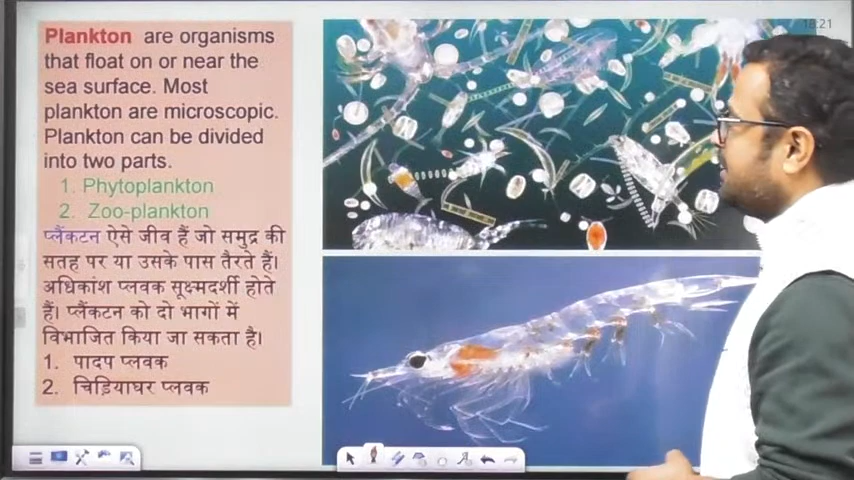 Plankton are organisms
that float on or near the
sea surface. Most
plankton are microscopic.
Plankton can be divided
into two parts.
1. Phytoplankton
2. Zoo-plankton
प्लैंकटन ऐसे जीव हैं जो समुद्र की
सतह पर या उसके पास तैरते हैं।
अधिकांश प्लवक सूक्ष्मदर्शी होते
हैं। प्लैंकटन को दो भागों में
विभाजित किया जा सकता है।
1. पादप प्लवक
2. चिड़ियाघर प्लवक
18:21